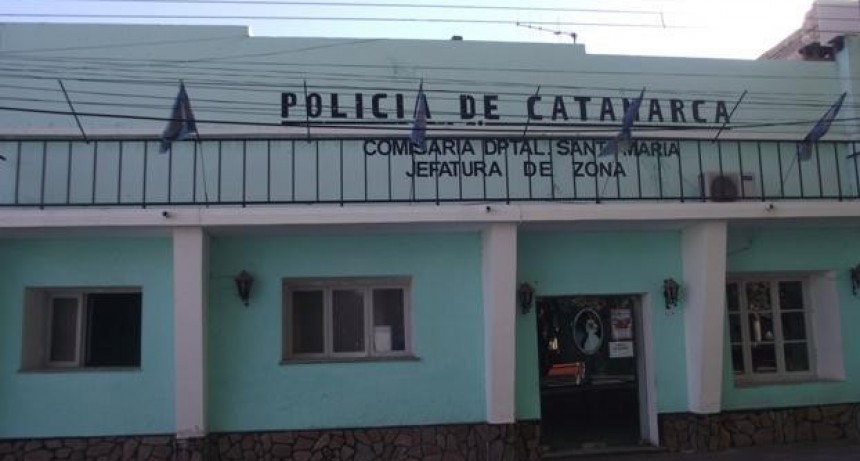 POLICIA DE CATAMARCA
COMISARIA DPTAL. SANTA MARIA
JEFATURA DE ZONA